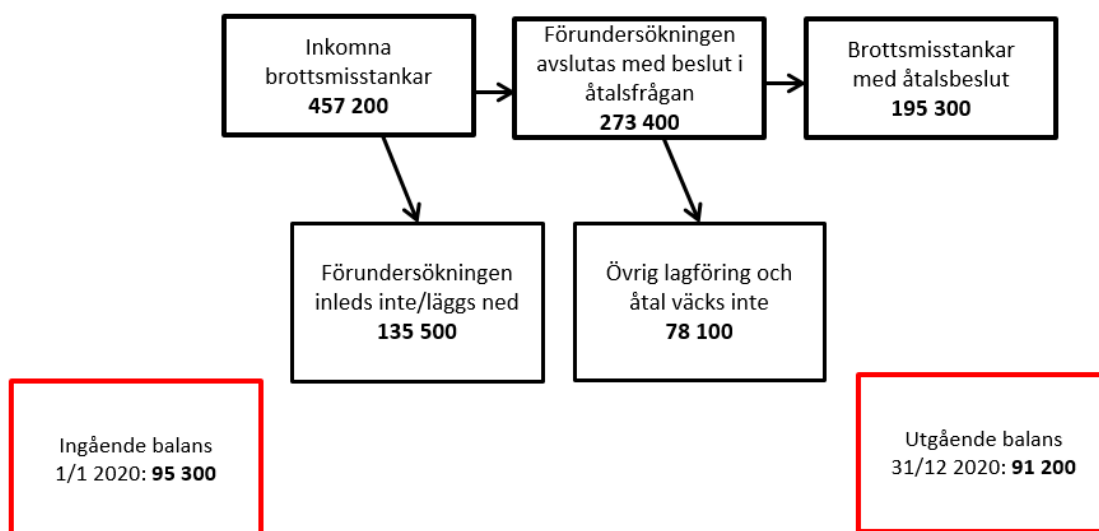 Inkomna
brottsmisstankar
457 200
Förundersökningen
avslutas med beslut i
åtalsfrågan
273 400
Brottsmisstankar
med åtalsbeslut
195 300
Förundersökningen
inleds inte/läggs ned
135 500
Övrig lagföring och
åtal väcks inte
78 100
Ingående balans
1/1 2020: 95 300
Utgående balans
31/12 2020: 91 200